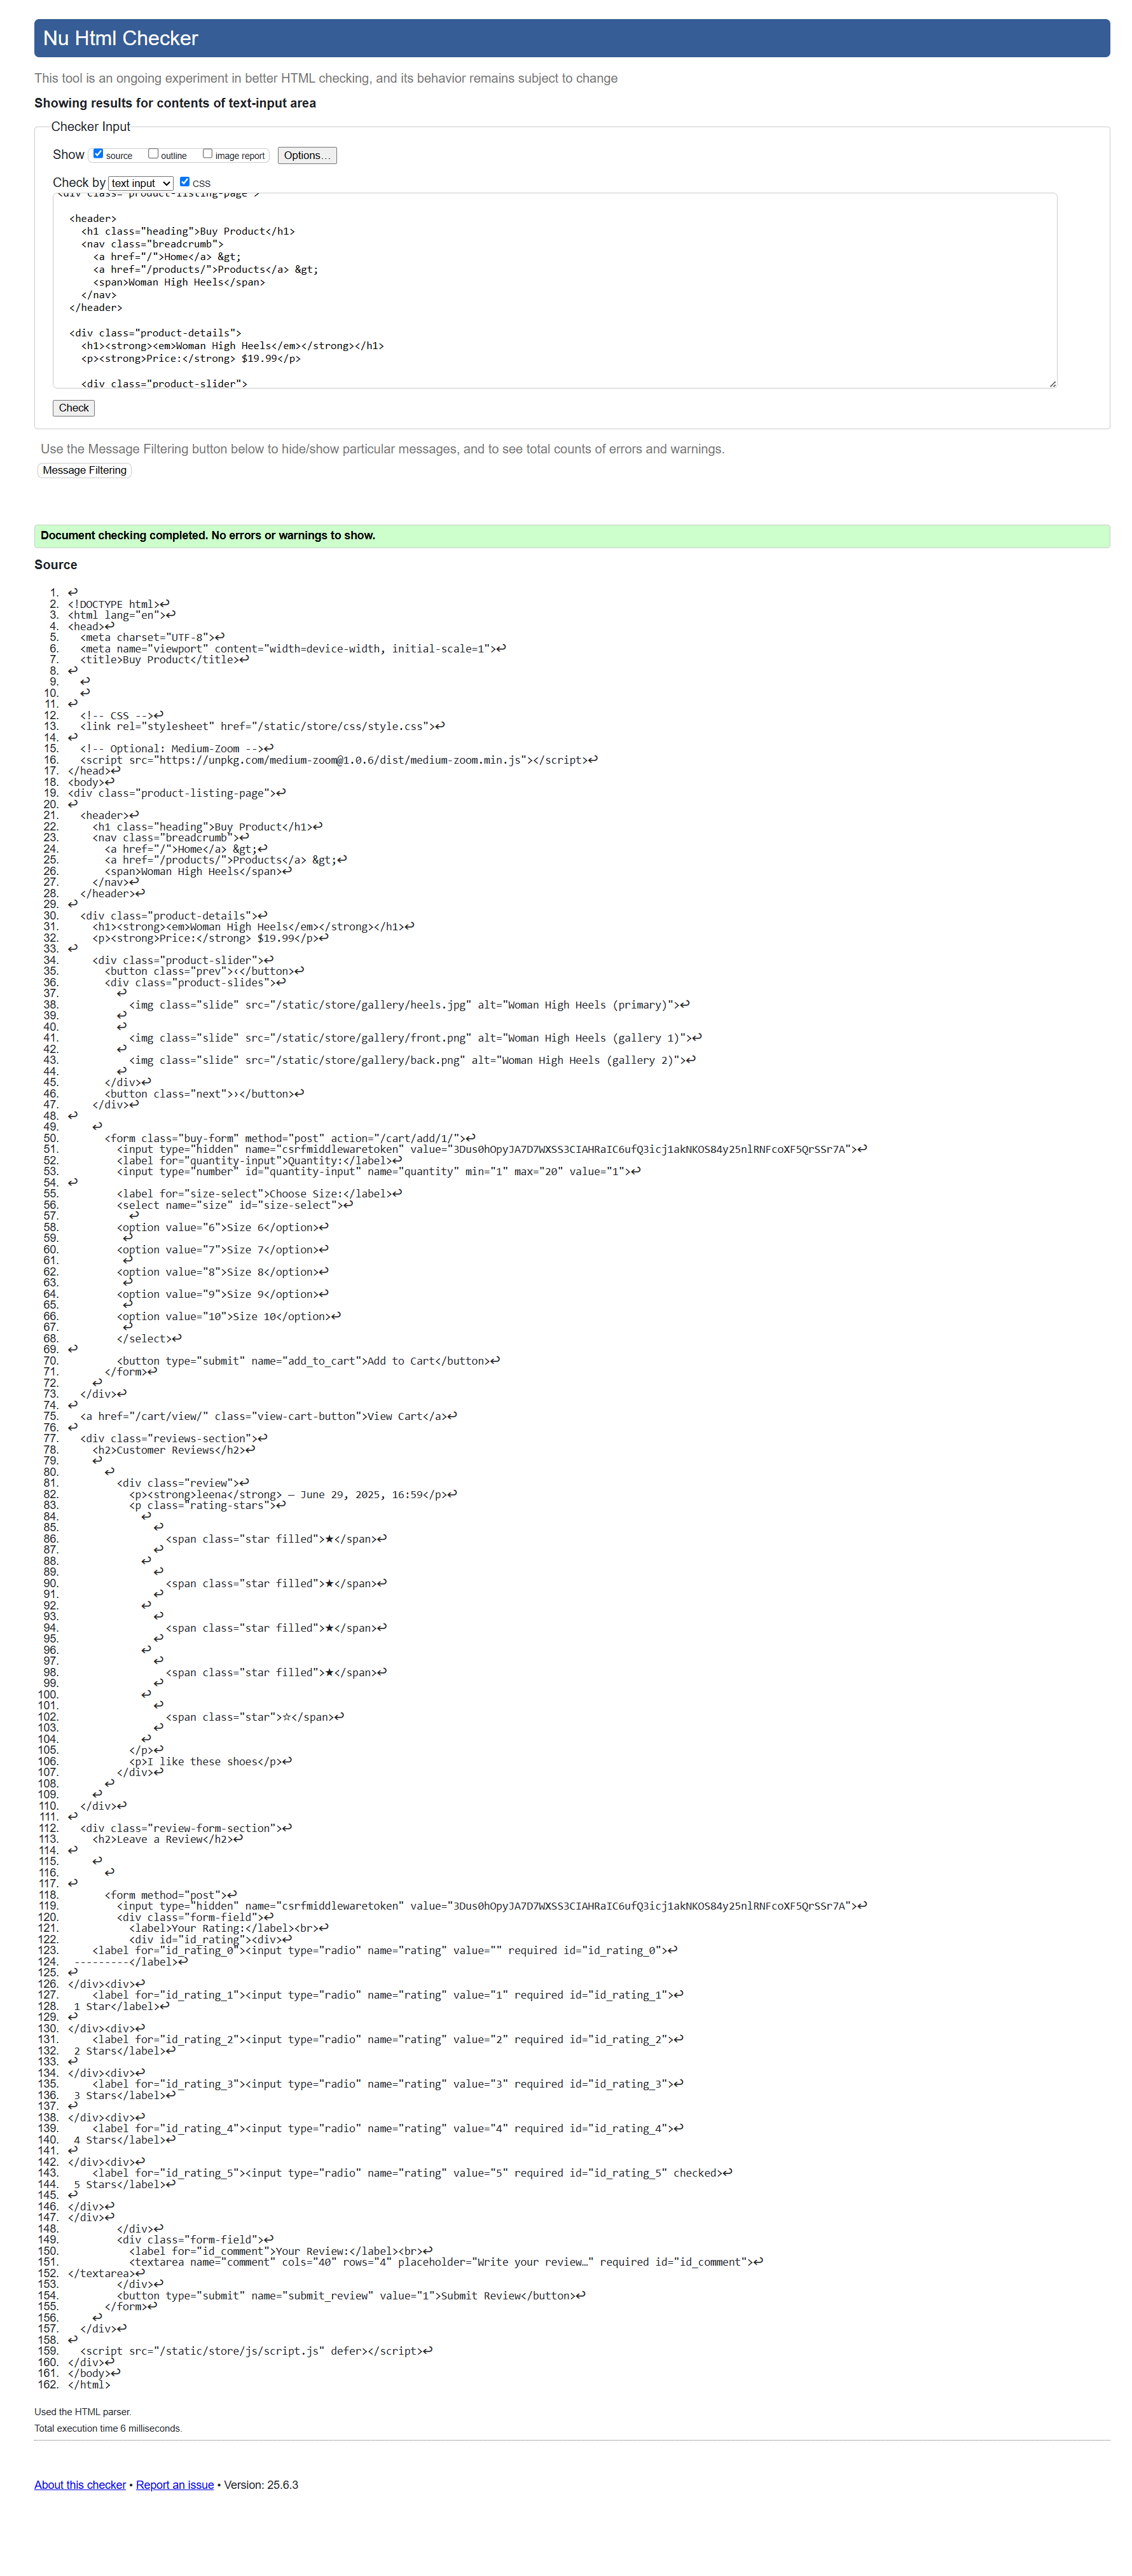 Nu Html Checker
This tool is an ongoing experiment in better HTML checking, and its behavior remains subject to change
Showing results for contents of text-input area
Checker Input
Show source outline image report Options...
Check by text input CSS
<div class="product-listing-page">
<header>
<h1 class="heading">Buy Product</h1>
<nav class="breadcrumb">
<a href="/">Home</a> &gt;
<a href="/products/">Products</a> &gt;
<span>Woman High Heels</span>
</nav>
</header>
<div class="product-details">
<h1><strong><em>Woman High Heels</em></strong></h1>
<p><strong>Price:</strong> $19.99</p>
<div class="product-slider">
Check
Use the Message Filtering button below to hide/show particular messages, and to see total counts of errors and warnings.
Message Filtering
Document checking completed. No errors or warnings to show.
Source
1. ↩
2. <!DOCTYPE html>↩
3. <html lang="en">↩
4. <head>↩
5. <meta charset="UTF-8">↩
6. <meta name="viewport" content="width=device-width, initial-scale=1">↩
7. <title>Buy Product</title>↩
8. ↩
9. ↩
10. ↩
11. ↩
12. <!-- CSS -->↩
13. <link rel="stylesheet" href="/static/store/css/style.css">↩
14. ↩
15. <!-- Optional: Medium-Zoom -->↩
16. <script src="https://unpkg.com/medium-zoom@1.0.6/dist/medium-zoom.min.js"></script>↩
17. </head>↩
18. <body>↩
19. <div class="product-listing-page">↩
20. ↩
21. <header>↩
22. <h1 class="heading">Buy Product</h1>↩
23. <nav class="breadcrumb">↩
24. <a href="/">Home</a> &gt;↩
25. <a href="/products/">Products</a> &gt;↩
26. <span>Woman High Heels</span>↩
27. </nav>↩
28. </header>↩
29. ↩
30. <div class="product-details">↩
31. <h1><strong><em>Woman High Heels</em></strong></h1>↩
32. <p><strong>Price:</strong> $19.99</p>↩
33. ↩
34. <div class="product-slider">↩
35. <button class="prev">‹</button>↩
36. <div class="product-slides">↩
37. ↩
38. <img class="slide" src="/static/store/gallery/heels.jpg" alt="Woman High Heels (primary)">↩
39. ↩
40. ↩
41. <img class="slide" src="/static/store/gallery/front.png" alt="Woman High Heels (gallery 1)">↩
42. ↩
43. <img class="slide" src="/static/store/gallery/back.png" alt="Woman High Heels (gallery 2)">↩
44. ↩
45. </div>↩
46. <button class="next">›</button>↩
47. </div>↩
48. ↩
49. ↩
50. <form class="buy-form" method="post" action="/cart/add/1/">↩
51. <input type="hidden" name="csrfmiddlewaretoken" value="3Dus0hOpyJA7D7WXSS3CIAHRaIC6ufQ3icj1akNKOS84y25nlRNFcoXF5QrSSr7A">↩
52. <label for="quantity-input">Quantity:</label>↩
53. <input type="number" id="quantity-input" name="quantity" min="1" max="20" value="1">↩
54. ↩
55. <label for="size-select">Choose Size:</label>↩
56. <select name="size" id="size-select">↩
57. ↩
58. <option value="6">Size 6</option>↩
59. ↩
60. <option value="7">Size 7</option>↩
61. ↩
62. <option value="8">Size 8</option>↩
63. ↩
64. <option value="9">Size 9</option>↩
65. ↩
66. <option value="10">Size 10</option>↩
67. ↩
68. </select>↩
69. ↩
70. <button type="submit" name="add_to_cart">Add to Cart</button>↩
71. </form>↩
72. ↩
73. </div>↩
74. ↩
75. <a href="/cart/view/" class="view-cart-button">View Cart</a>↩
76. ↩
77. <div class="reviews-section">↩
78. <h2>Customer Reviews</h2>↩
79. ↩
80. ↩
81. <div class="review">↩
82. <p><strong>leena</strong> — June 29, 2025, 16:59</p>↩
83. <p class="rating-stars">↩
84. ↩
85. ↩
86. <span class="star filled">★</span>↩
87. ↩
88. ↩
89. ↩
90. <span class="star filled">★</span>↩
91. ↩
92. ↩
93. ↩
94. <span class="star filled">★</span>↩
95. ↩
96. ↩
97. ↩
98. <span class="star filled">★</span>↩
99. ↩
100. ↩
101. ↩
102. <span class="star">☆</span>↩
103. ↩
104. ↩
105. </p>↩
106. <p>I like these shoes</p>↩
107. </div>↩
108. ↩
109. ↩
110. </div>↩
111. ↩
112. <div class="review-form-section">↩
113. <h2>Leave a Review</h2>↩
114. ↩
115. ↩
116. ↩
117. ↩
118. <form method="post">↩
119. <input type="hidden" name="csrfmiddlewaretoken" value="3Dus0hOpyJA7D7WXSS3CIAHRaIC6ufQ3icj1akNKOS84y25nlRNFcoXF5QrSSr7A">↩
120. <div class="form-field">↩
121. <label>Your Rating:</label><br>↩
122. <div id="id_rating"><div>↩
123. <label for="id_rating_0"><input type="radio" name="rating" value="" required id="id_rating_0">↩
124. ---------</label>↩
125. ↩
126. </div><div>↩
127. <label for="id_rating_1"><input type="radio" name="rating" value="1" required id="id_rating_1">↩
128. 1 Star</label>↩
129. ↩
130. </div><div>↩
131. <label for="id_rating_2"><input type="radio" name="rating" value="2" required id="id_rating_2">↩
132. 2 Stars</label>↩
133. ↩
134. </div><div>↩
135. <label for="id_rating_3"><input type="radio" name="rating" value="3" required id="id_rating_3">↩
136. 3 Stars</label>↩
137. ↩
138. </div><div>↩
139. <label for="id_rating_4"><input type="radio" name="rating" value="4" required id="id_rating_4">↩
140. 4 Stars</label>↩
141. ↩
142. </div><div>↩
143. <label for="id_rating_5"><input type="radio" name="rating" value="5" required id="id_rating_5" checked>↩
144. 5 Stars</label>↩
145. ↩
146. </div>↩
147. </div>↩
148. </div>↩
149. <div class="form-field">↩
150. <label for="id_comment">Your Review:</label><br>↩
151. <textarea name="comment" cols="40" rows="4" placeholder="Write your review…" required id="id_comment">↩
152. </textarea>↩
153. </div>↩
154. <button type="submit" name="submit_review" value="1">Submit Review</button>↩
155. </form>↩
156. ↩
157. </div>↩
158. ↩
159. <script src="/static/store/js/script.js" defer></script>↩
160. </div>↩
161. </body>↩
162. </html>
Used the HTML parser.
Total execution time 6 milliseconds.
About this checker • Report an issue • Version: 25.6.3